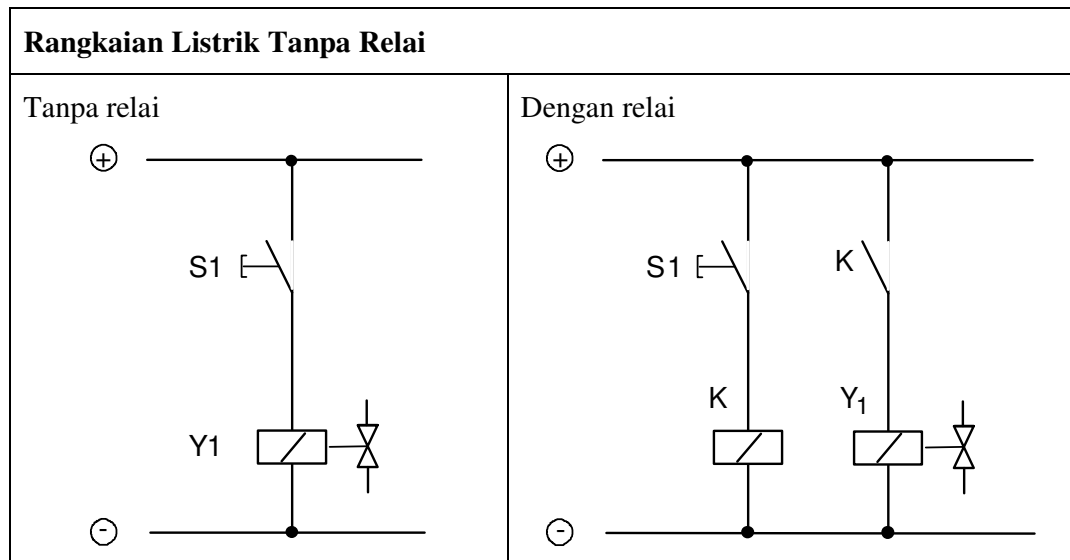 Rangkaian Listrik Tanpa Relai
Tanpa relai
+
S1
Y1
-
Dengan relai
+
S1
K
K
Y1
-